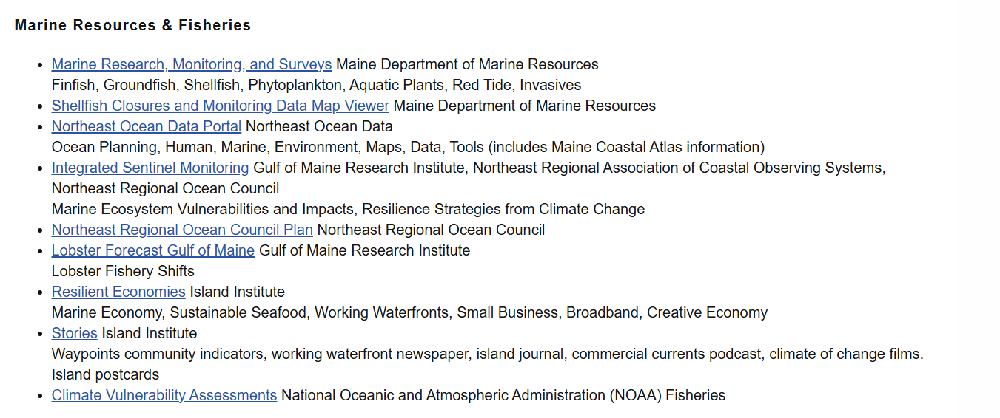 Marine Resources & Fisheries
Marine Research, Monitoring, and Surveys Maine Department of Marine Resources
Finfish, Groundfish, Shellfish, Phytoplankton, Aquatic Plants, Red Tide, Invasives
Shellfish Closures and Monitoring Data Map Viewer Maine Department of Marine Resources
Northeast Ocean Data Portal Northeast Ocean Data
Ocean Planning, Human, Marine, Environment, Maps, Data, Tools (includes Maine Coastal Atlas information)
Integrated Sentinel Monitoring Gulf of Maine Research Institute, Northeast Regional Association of Coastal Observing Systems,
Northeast Regional Ocean Council
Marine Ecosystem Vulnerabilities and Impacts, Resilience Strategies from Climate Change
Northeast Regional Ocean Council Plan Northeast Regional Ocean Council
Lobster Forecast Gulf of Maine Gulf of Maine Research Institute
Lobster Fishery Shifts
Resilient Economies Island Institute
Marine Economy, Sustainable Seafood, Working Waterfronts, Small Business, Broadband, Creative Economy
Stories Island Institute
Waypoints community indicators, working waterfront newspaper, island journal, commercial currents podcast, climate of change films.
Island postcards
Climate Vulnerability Assessments National Oceanic and Atmospheric Administration (NOAA) Fisheries